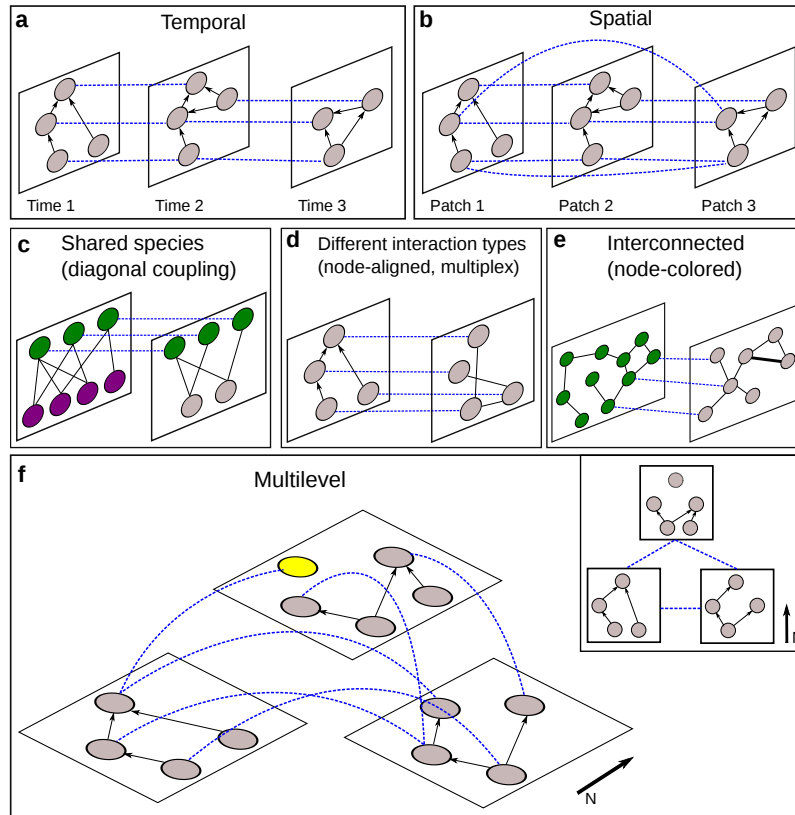 a
Temporal
Time 1
Time 2
Time 3
b
Spatial
Patch 1
Patch 2
Patch 3
c
Shared species
(diagonal coupling)
d
Different interaction types
(node-aligned, multiplex)
e
Interconnected
(node-colored)
f
Multilevel
N